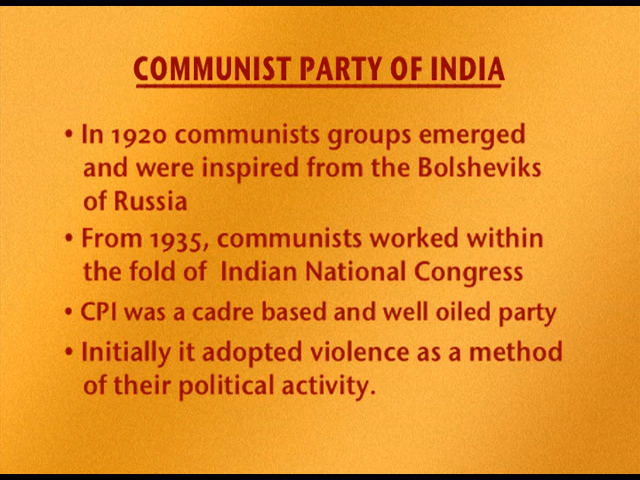 COMMUNIST PARTY OF INDIA
• In 1920 communists groups emerged
and were inspired from the Bolsheviks
of Russia
• From 1935, communists worked within
the fold of Indian National Congress
• CPI was a cadre based and well oiled party
• Initially it adopted violence as a method
of their political activity.